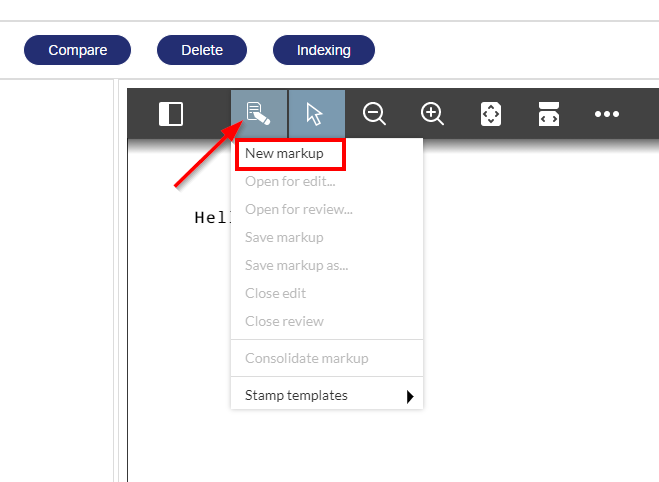 Compare Delete Indexing
New markup
Open for edit...
Open for review...
Hell
Save markup
Save markup as...
Close edit
Close review
Consolidate markup
Stamp templates